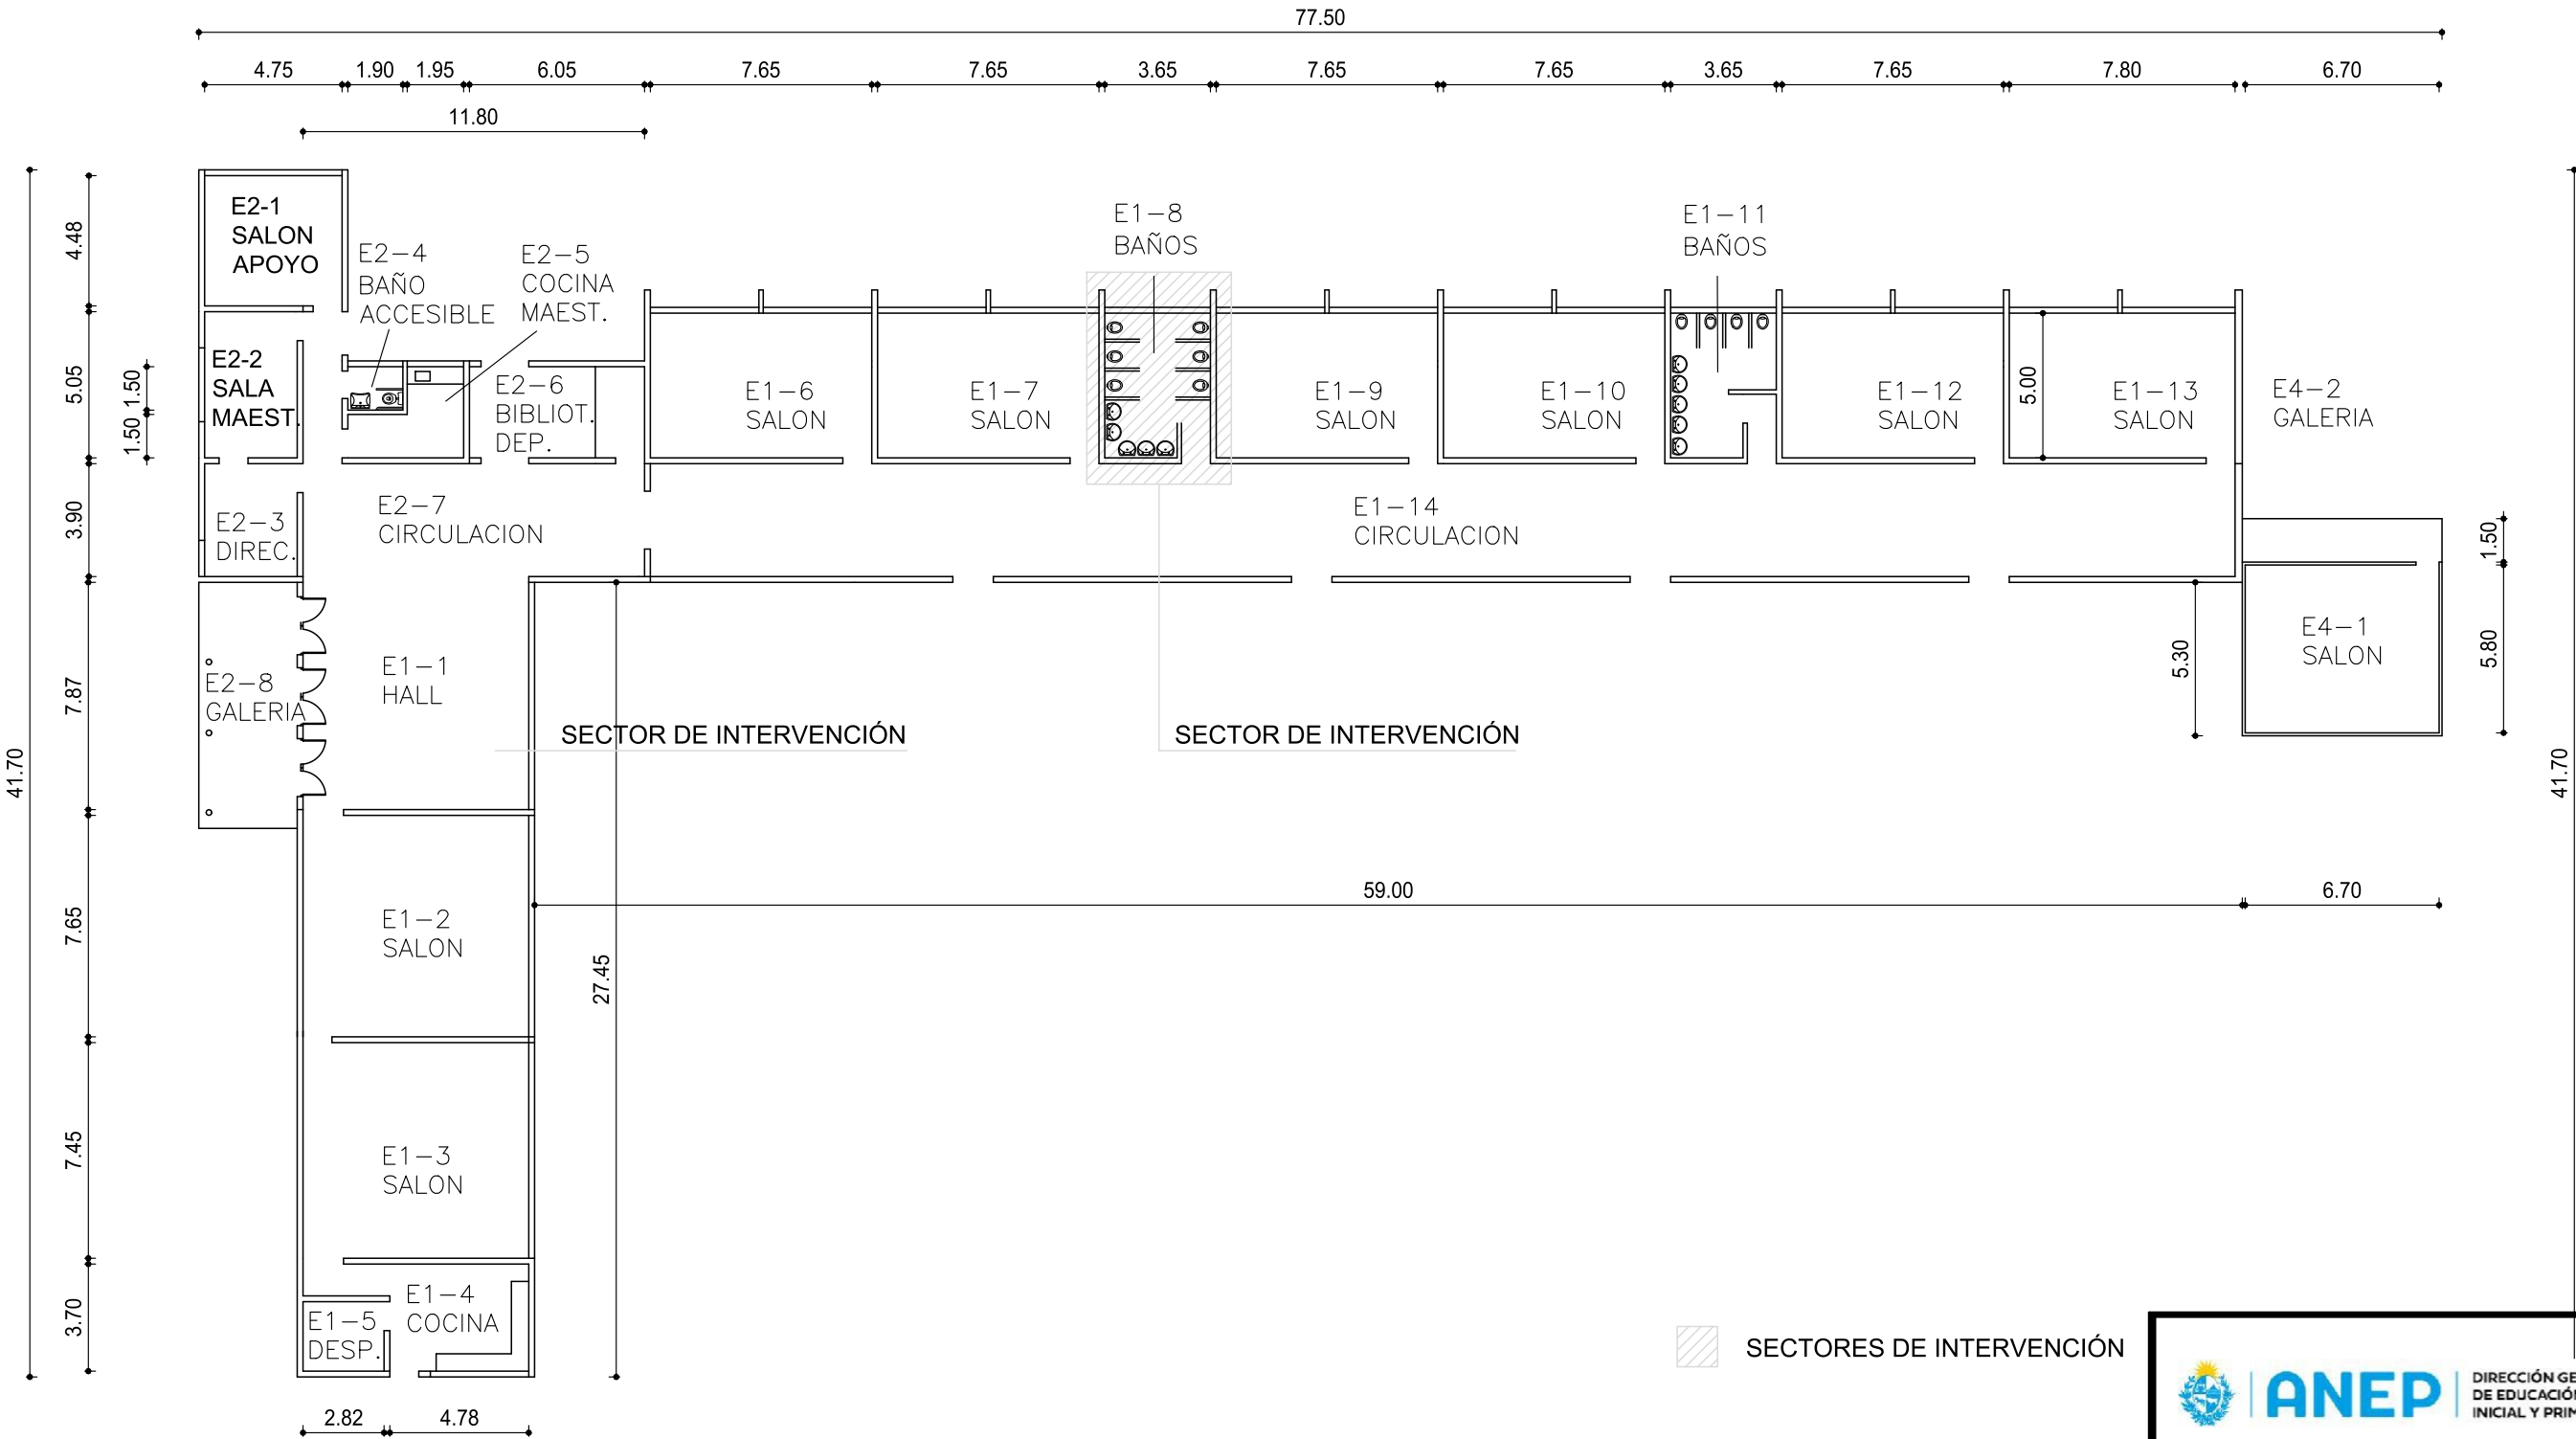 77.50
4.75 1.90 1.95 6.05 7.65 7.65 3.65 7.65 7.65 3.65 7.65 7.80 6.70
11.80
E2-1
SALON
APOYO
E2-4
BAÑO
ACCESIBLE
E2-5
COCINA
MAEST.
E1-8
BAÑOS
E1-11
BAÑOS
4.48
5.05
1.50
1.50
3.90
7.87
7.65
7.45
3.70
41.70
E2-2
SALA
MAEST.
E2-6
BIBLIOT.
DEP.
E1-6
SALON
E1-7
SALON
E1-9
SALON
E1-10
SALON
E1-12
SALON
5.00
E1-13
SALON
E4-2
GALERIA
E2-3
DIREC.
E2-7
CIRCULACION
E1-14
CIRCULACION
1.50
5.80
5.30
E4-1
SALON
E2-8
GALERIA
E1-1
HALL
SECTOR DE INTERVENCIÓN
SECTOR DE INTERVENCIÓN
41.70
59.00
6.70
27.45
E1-2
SALON
E1-3
SALON
E1-4
COCINA
E1-5
DESP.
2.82 4.78
SECTORES DE INTERVENCIÓN
ANEP
DIRECCIÓN GE
DE EDUCACIÓN
INICIAL Y PRIM